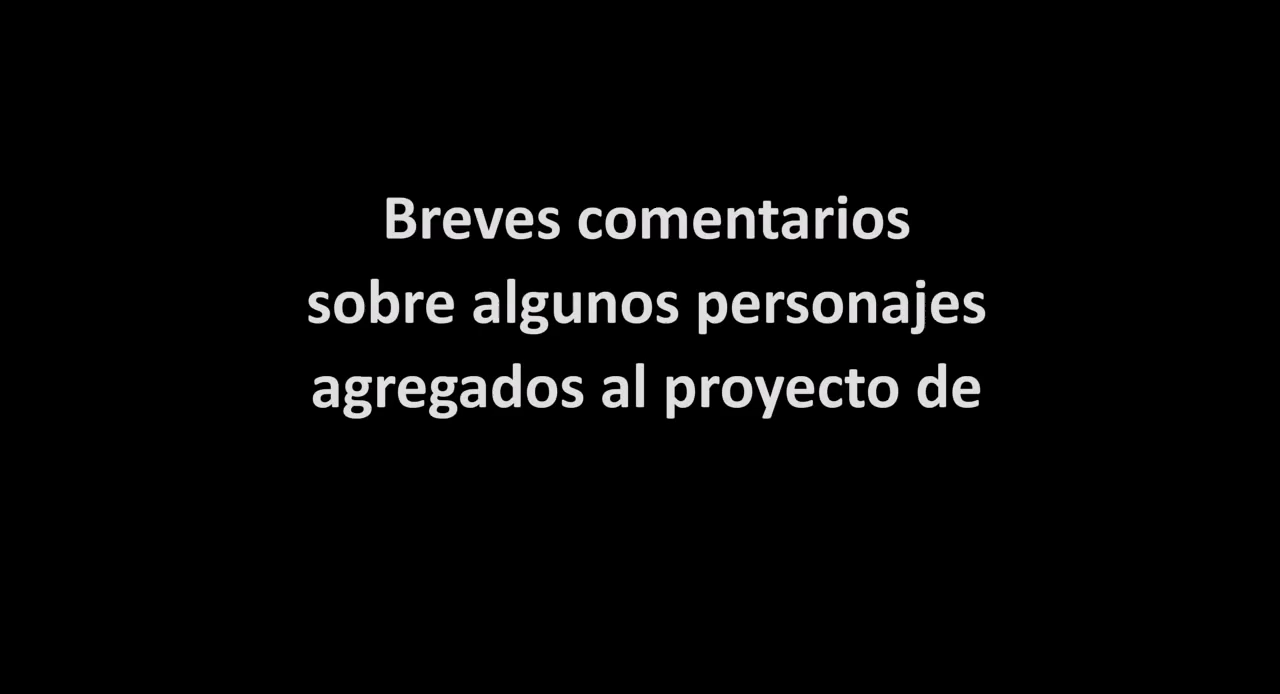 Breves comentarios
sobre algunos personajes
agregados al proyecto de